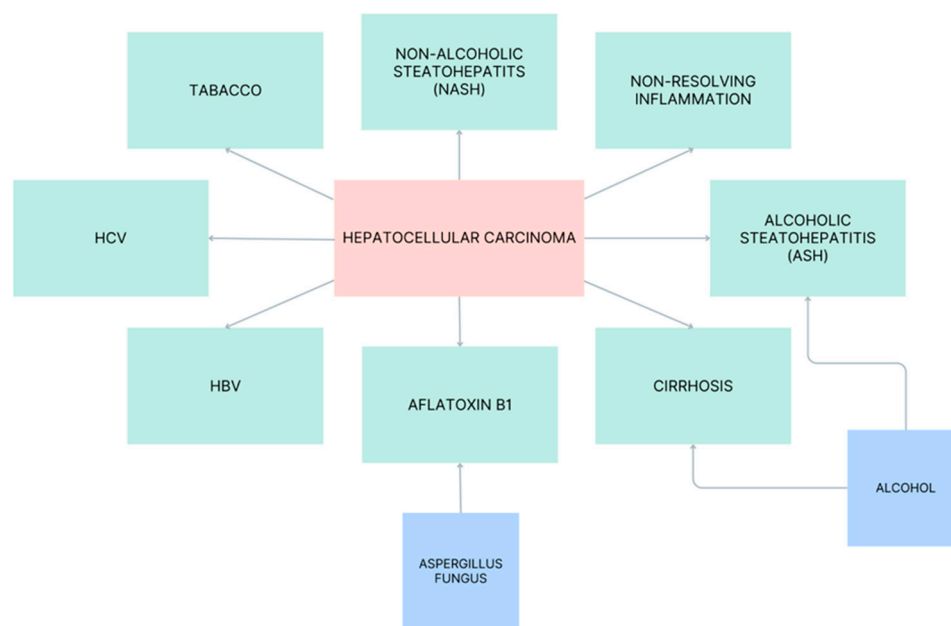 NON-ALCOHOLIC
STEATOHEPATITS
(NASH)
TABACCO
NON-RESOLVING
INFLAMMATION
HCV
HEPATOCELLULAR CARCINOMA
ALCOHOLIC
STEATOHEPATITIS
(ASH)
HBV
AFLATOXIN B1
CIRRHOSIS
ALCOHOL
ASPERGILLUS
FUNGUS